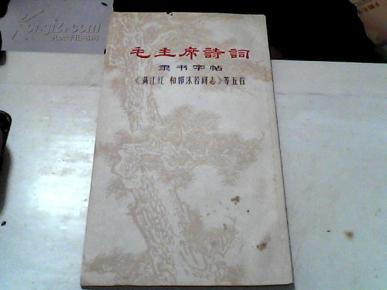 毛主席詩詞
隶书字帖
《满江红 和郭沫若同志》等五首